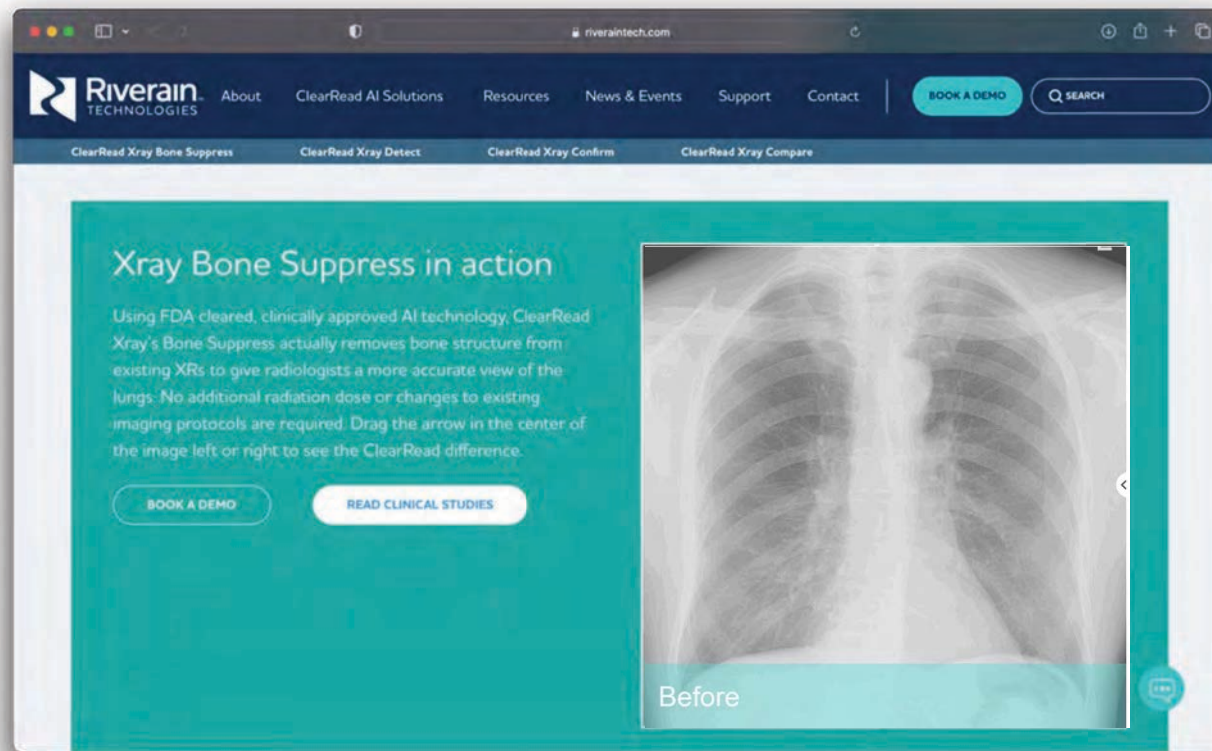 riveraintech.com
Riverain
TECHNOLOGIES
About
ClearRead AI Solutions
Resources
News & Events
Support
Contact
BOOK A DEMO
SEARCH
ClearRead Xray Bone Suppress
ClearRead Xray Detect
ClearRead Xray Confirm
ClearRead Xray Compare
Xray Bone Suppress in action
Using FDA cleared, clinically approved AI technology, ClearRead
Xray's Bone Suppress actually removes bone structure from
existing XRs to give radiologists a more accurate view of the
lungs. No additional radiation dose or changes to existing
imaging protocols are required. Drag the arrow in the center of
the image left or right to see the ClearRead difference.
BOOK A DEMO
READ CLINICAL STUDIES
Before